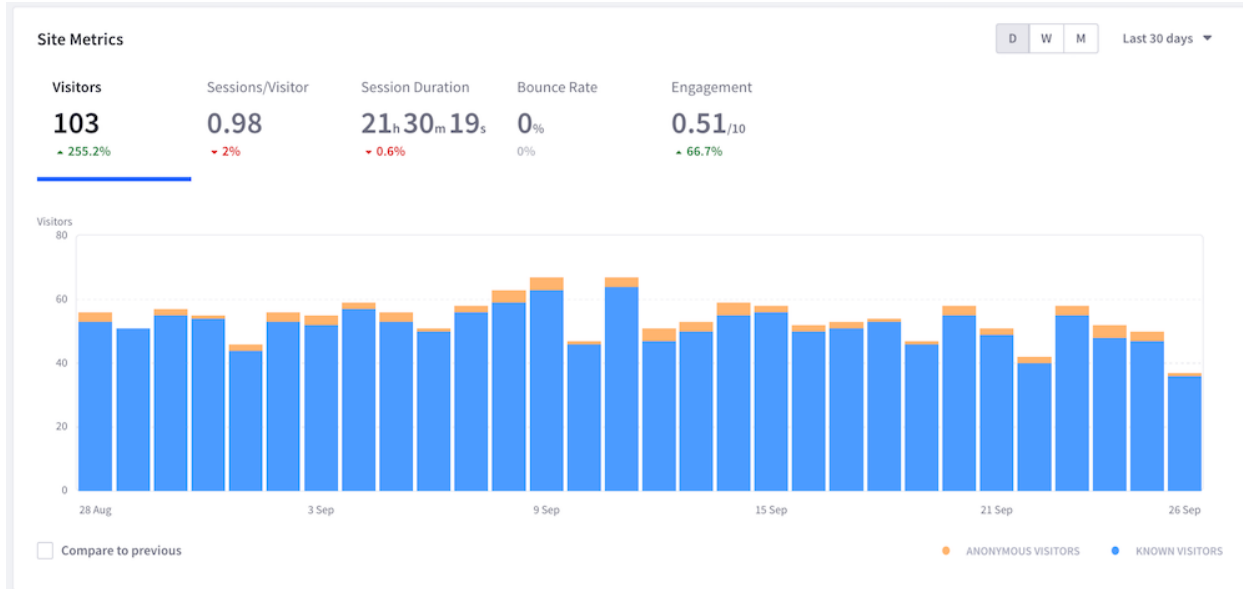 Site Metrics
D W M Last 30 days
Visitors Sessions/Visitor Session Duration Bounce Rate Engagement
103 0.98 21h 30m 19s 0% 0.51/10
255.2% 2% 0.6% 0% 66.7%
Visitors
80
60
40
20
0
28 Aug 3 Sep 9 Sep 15 Sep 21 Sep 26 Sep
Compare to previous ANONYMOUS VISITORS KNOWN VISITORS